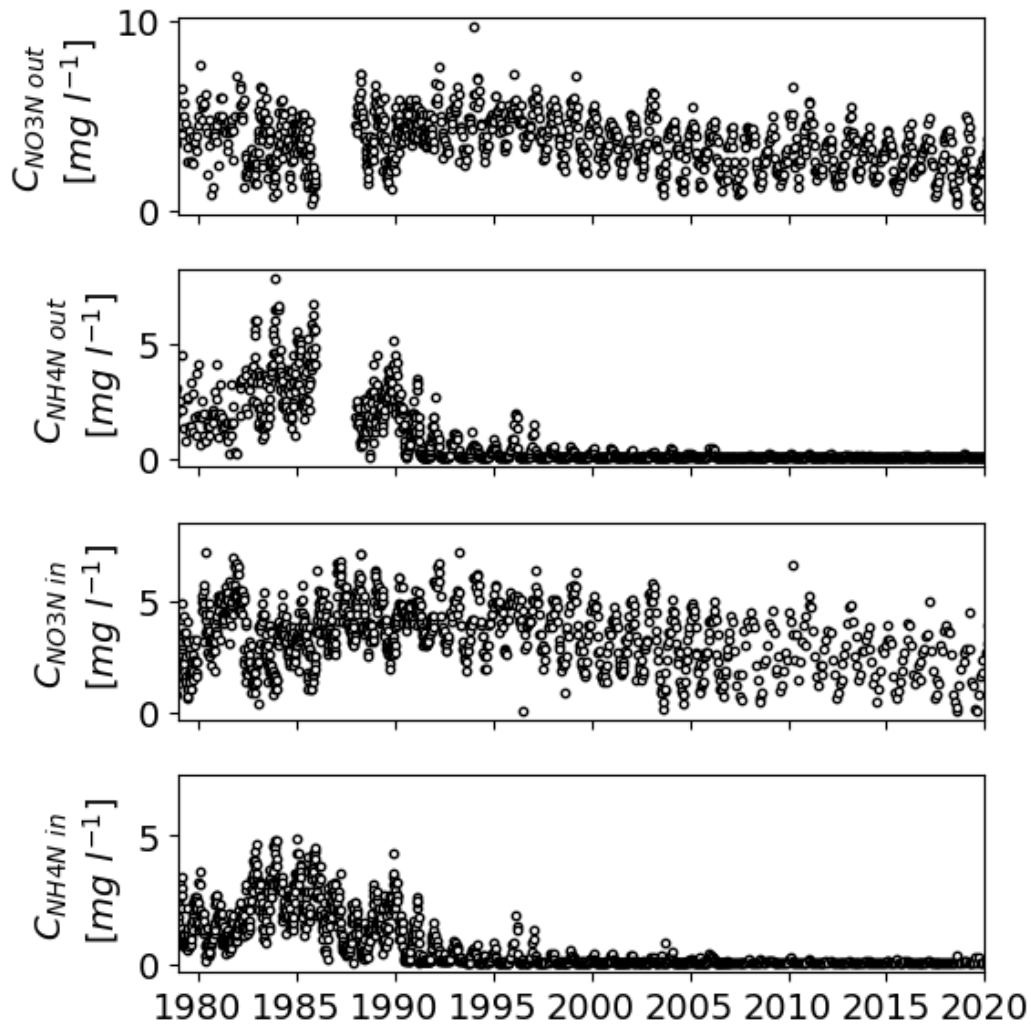 C_NO3N out
[mg l⁻¹]
10
0
C_NH4N out
[mg l⁻¹]
5
0
C_NO3N in
[mg l⁻¹]
5
0
C_NH4N in
[mg l⁻¹]
5
0
1980 1985 1990 1995 2000 2005 2010 2015 2020